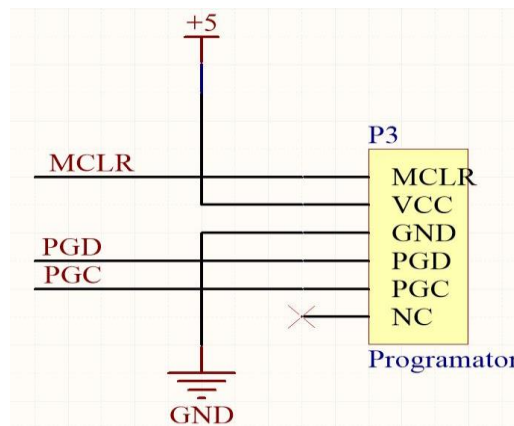 +5
P3
MCLR
MCLR
VCC
GND
PGD
PGD
PGC
PGC
NC
Programator
GND